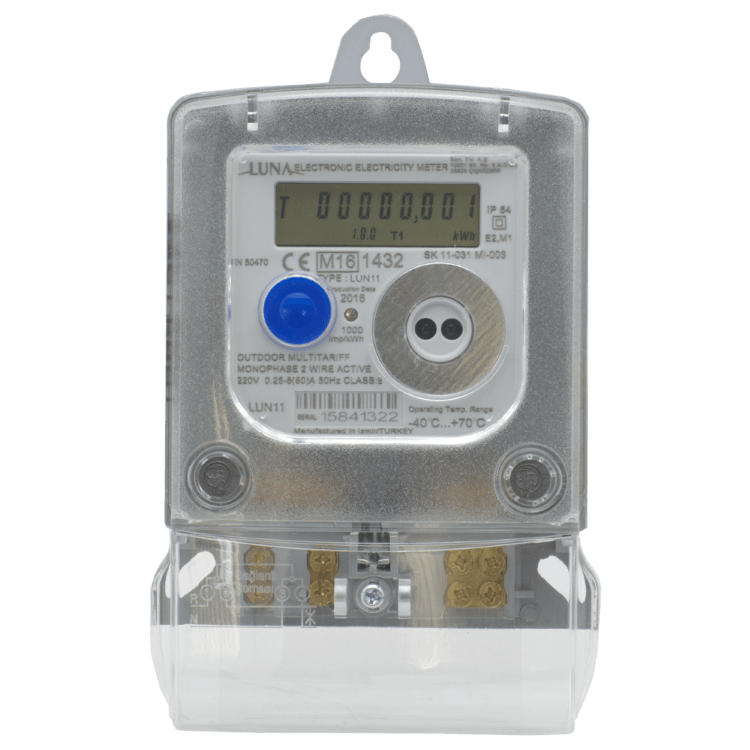 LUNA ELECTRONIC ELECTRICITY METER
T 00000,001
1.8.0 T1 kWh
IP 54
E2,M1
SK 11-031 MI-003
EN 50470 CE M16 1432
TYPE : LUN11
Production Date
2016
1000
imp/kWh
OUTDOOR MULTITARIFF
MONOPHASE 2 WIRE ACTIVE
220V 0.25-5(60)A 50Hz CLASS:B
LUN11
SERIAL 15841322
Operating Temp. Range
-40°C...+70°C
Manufactured in Izmir/TURKEY